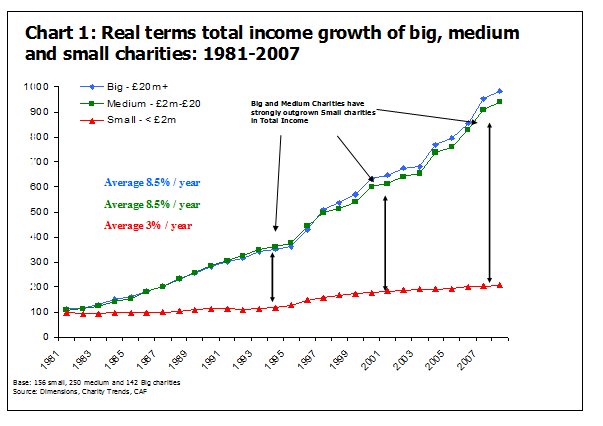 Chart 1: Real terms total income growth of big, medium
and small charities: 1981-2007
1000
900
800
700
600
500
400
300
200
100
0
Big - £20m+
Medium - £2m-£20
Small - < £2m
Big and Medium Charities have
strongly outgrown Small charities
in Total Income
Average 8.5% / year
Average 8.5% / year
Average 3% / year
1981
1983
1985
1987
1989
1991
1993
1995
1997
1999
2001
2003
2005
2007
Base: 156 small, 250 medium and 142 Big charities
Source: Dimensions, Charity Trends, CAF